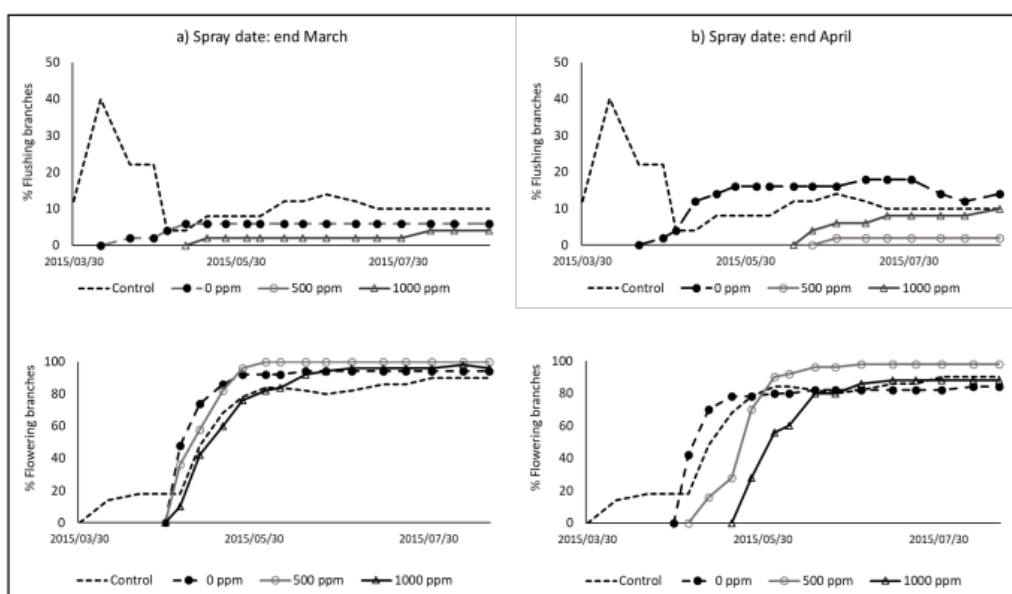 a) Spray date: end March
% Flushing branches
50
40
30
20
10
0
2015/03/30 2015/05/30 2015/07/30
Control 0 ppm 500 ppm 1000 ppm
b) Spray date: end April
% Flushing branches
50
40
30
20
10
0
2015/03/30 2015/05/30 2015/07/30
Control 0 ppm 500 ppm 1000 ppm
% Flowering branches
100
80
60
40
20
0
2015/03/30 2015/05/30 2015/07/30
Control 0 ppm 500 ppm 1000 ppm
% Flowering branches
100
80
60
40
20
0
2015/03/30 2015/05/30 2015/07/30
Control 0 ppm 500 ppm 1000 ppm